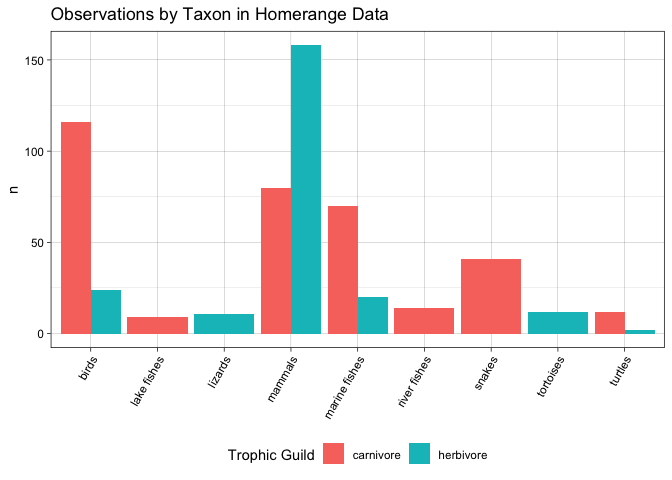 Observations by Taxon in Homerange Data
150
100
50
0
n
birds
lake fishes
lizards
mammals
marine fishes
river fishes
snakes
tortoises
turtles
Trophic Guild carnivore herbivore